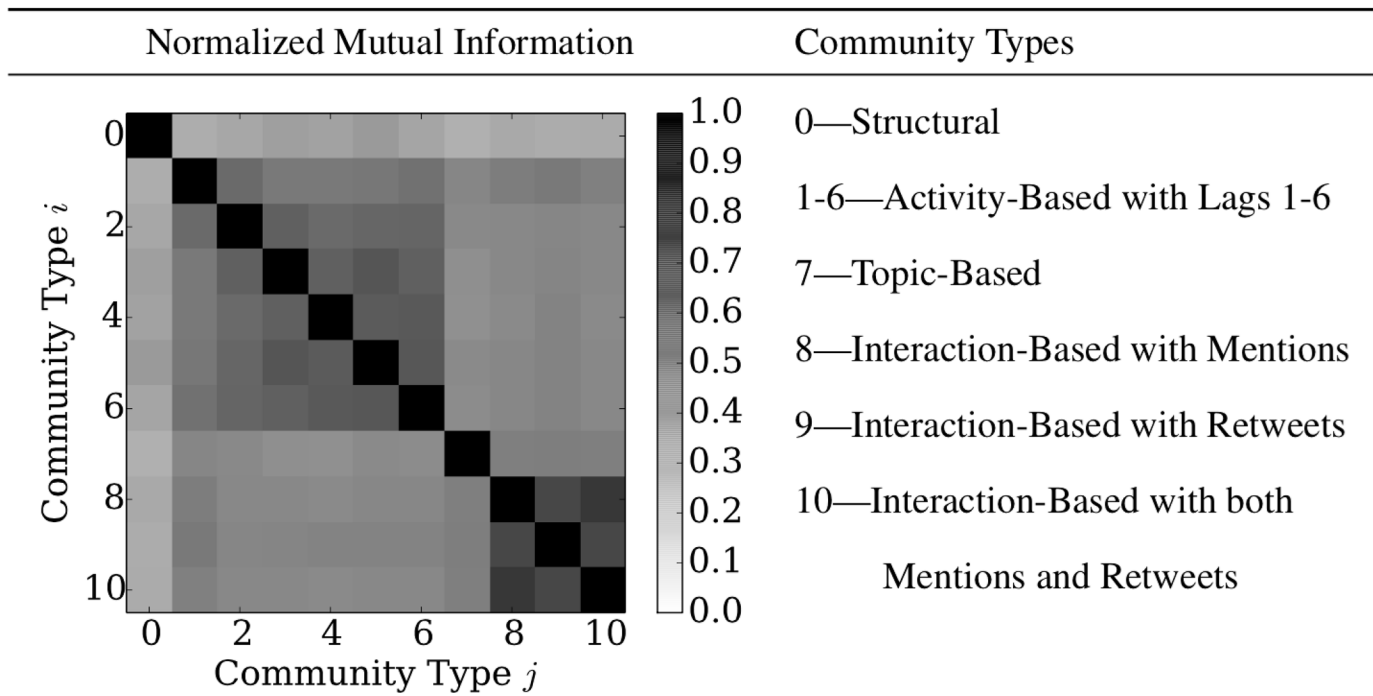 Normalized Mutual Information
Community Types
0
2
4
6
8
10
Community Type i
0 2 4 6 8 10
Community Type j
1.0
0.9
0.8
0.7
0.6
0.5
0.4
0.3
0.2
0.1
0.0
0—Structural
1-6—Activity-Based with Lags 1-6
7—Topic-Based
8—Interaction-Based with Mentions
9—Interaction-Based with Retweets
10—Interaction-Based with both
Mentions and Retweets